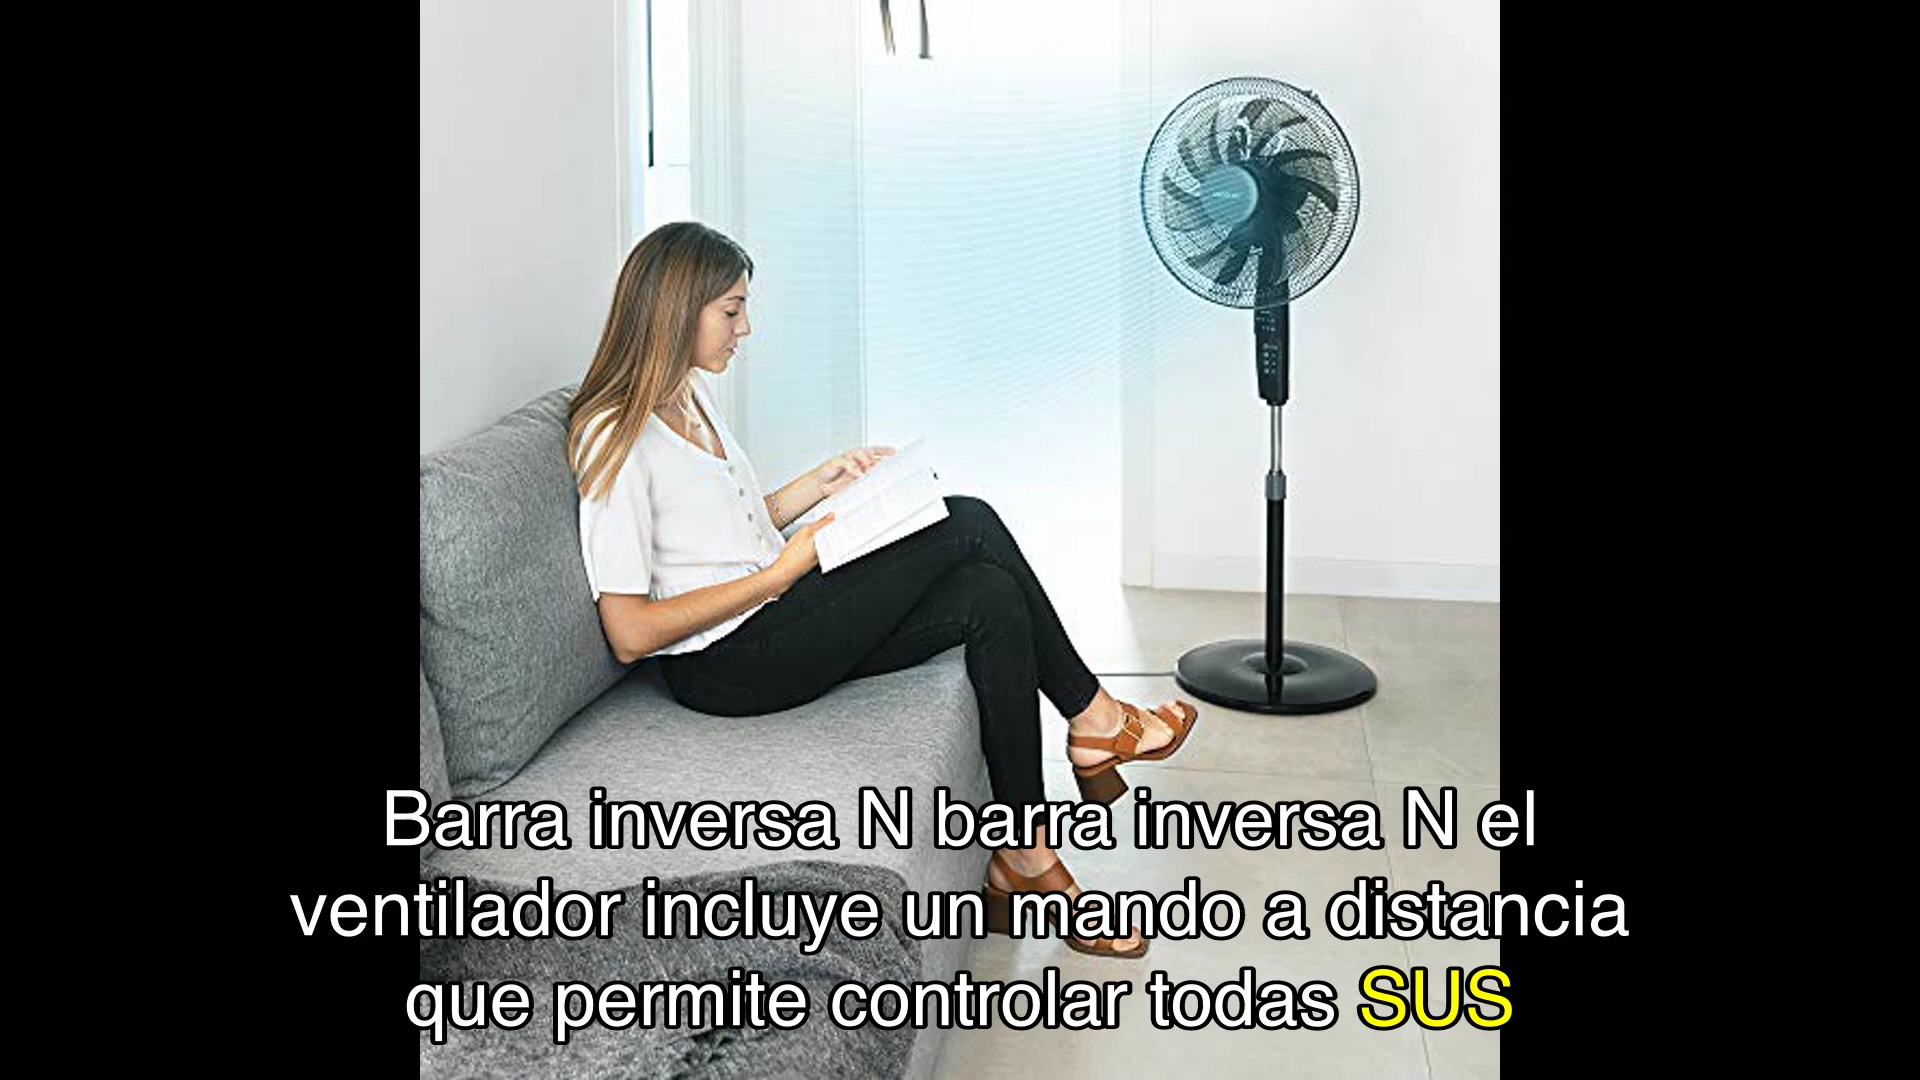 Barra inversa N barra inversa N el
ventilador incluye un mando a distancia
que permite controlar todas SUS